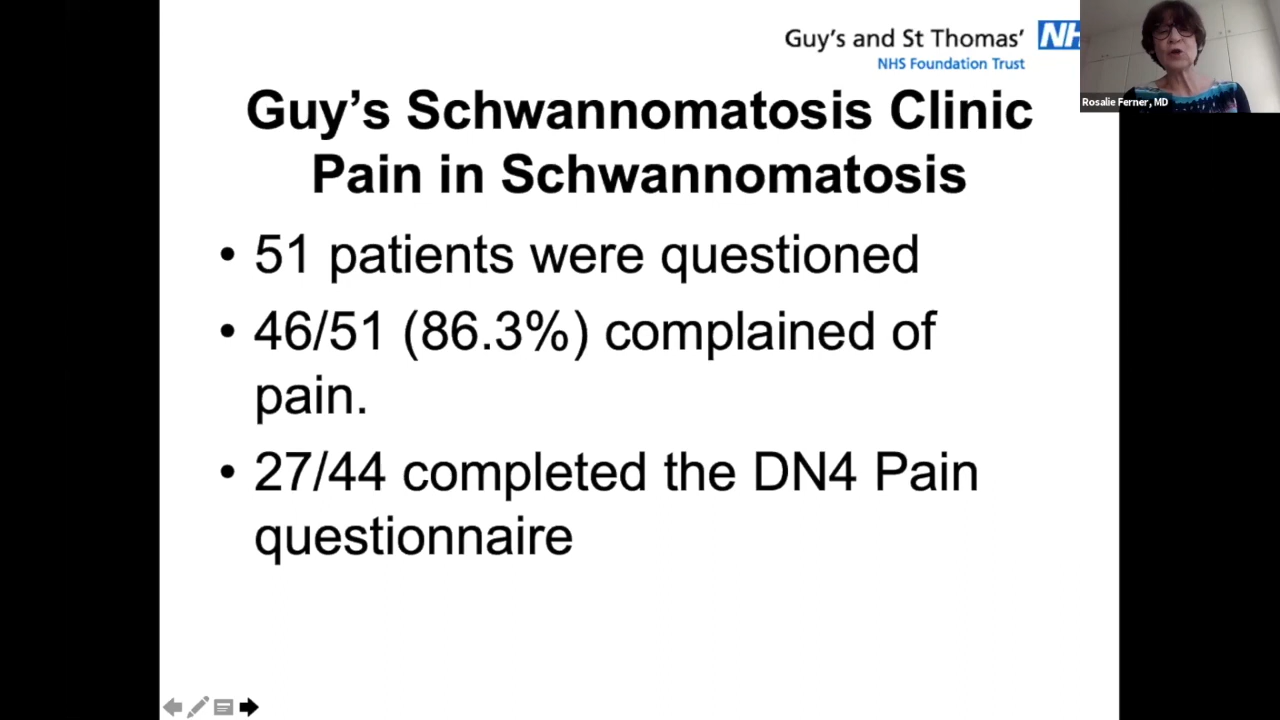 Guy's and St Thomas' NH
NHS Foundation Trust
Rosalie Ferner, MD
Guy's Schwannomatosis Clinic
Pain in Schwannomatosis
• 51 patients were questioned
• 46/51 (86.3%) complained of
pain.
• 27/44 completed the DN4 Pain
questionnaire